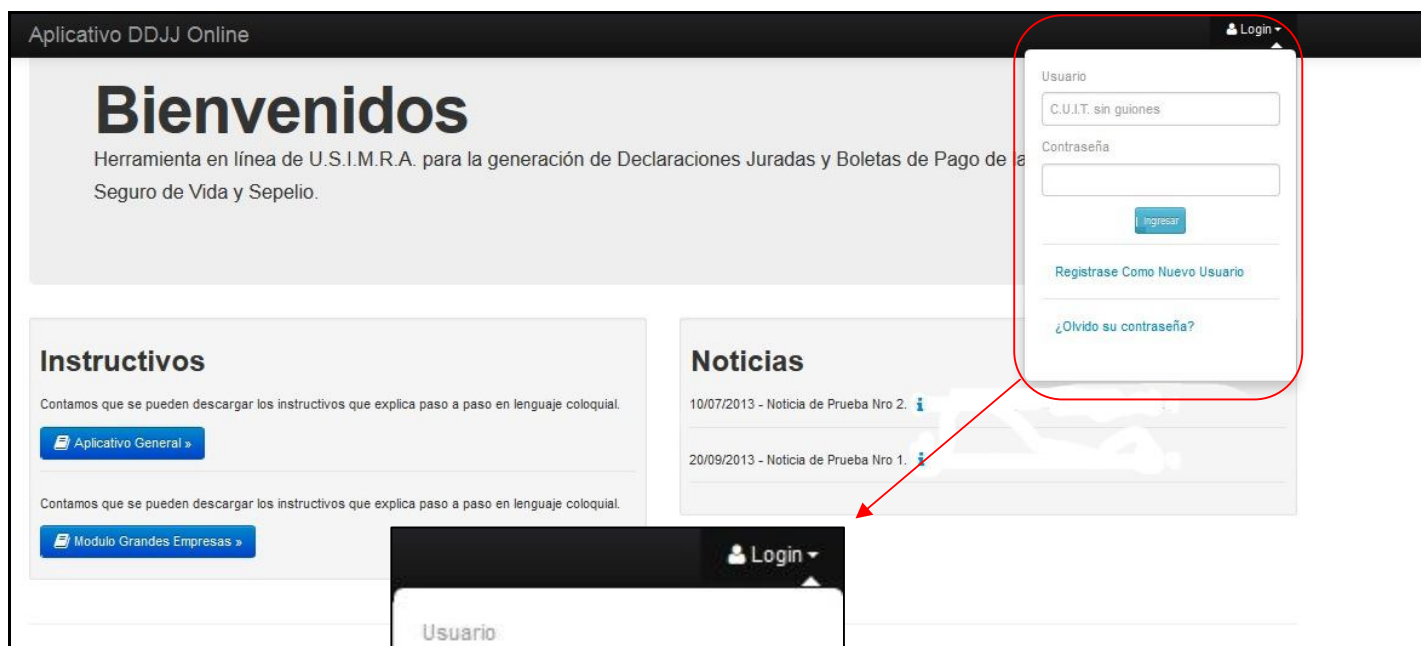 Aplicativo DDJJ Online
Login
Bienvenidos
Herramienta en línea de U.S.I.M.R.A. para la generación de Declaraciones Juradas y Boletas de Pago de la
Seguro de Vida y Sepelio.
Usuario
C.U.I.T. sin guiones
Contraseña
Ingresar
Registrase Como Nuevo Usuario
¿Olvido su contraseña?
Instructivos
Contamos que se pueden descargar los instructivos que explica paso a paso en lenguaje coloquial.
Aplicativo General »
Contamos que se pueden descargar los instructivos que explica paso a paso en lenguaje coloquial.
Modulo Grandes Empresas »
Noticias
10/07/2013 - Noticia de Prueba Nro 2.
20/09/2013 - Noticia de Prueba Nro 1.
Login
Usuario